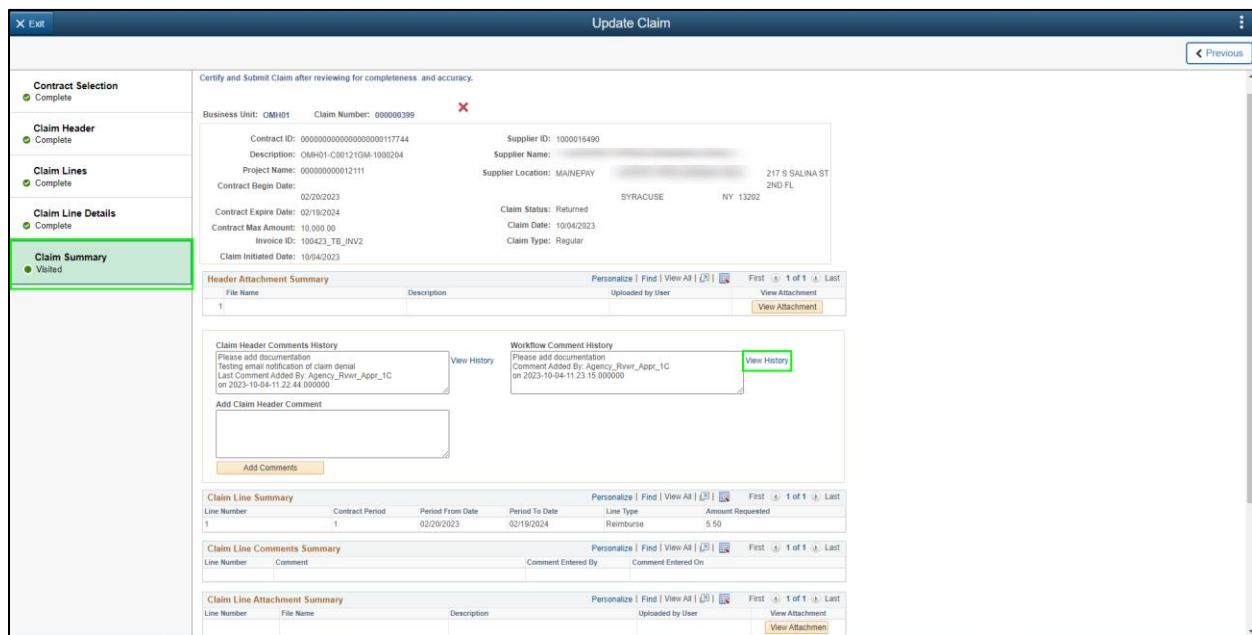 Exit
Update Claim
Previous
Contract Selection
Complete
Claim Header
Complete
Claim Lines
Complete
Claim Line Details
Complete
Claim Summary
Visited
Certify and Submit Claim after reviewing for completeness and accuracy.
Business Unit: OMH01 Claim Number: 000000399
Contract ID: 0000000000000000000117744 Supplier ID: 1000016490
Description: OMH01-C00121GM-1000204 Supplier Name:
Project Name: 000000000012111 Supplier Location: MAINEPAY 217 S SALINA ST
Contract Begin Date: 2ND FL
02/20/2023 SYRACUSE NY 13202
Contract Expire Date: 02/19/2024 Claim Status: Returned
Contract Max Amount: 10,000.00 Claim Date: 10/04/2023
Invoice ID: 100423_TB_INV2 Claim Type: Regular
Claim Initiated Date: 10/04/2023
Header Attachment Summary Personalize | Find | View All | First 1 of 1 Last
File Name Description Uploaded by User View Attachment
1 View Attachment
Claim Header Comments History Workflow Comment History
Please add documentation
Testing email notification of claim denial
Last Comment Added By: Agency_Rvwr_Appr_1C
on 2023-10-04-11.22.44.000000
View History
Please add documentation
Comment Added By: Agency_Rvwr_Appr_1C
on 2023-10-04-11.23.15.000000
View History
Add Claim Header Comment
Add Comments
Claim Line Summary Personalize | Find | View All | First 1 of 1 Last
Line Number Contract Period Period From Date Period To Date Line Type Amount Requested
1 1 02/20/2023 02/19/2024 Reimburse 5.50
Claim Line Comments Summary Personalize | Find | View All | First 1 of 1 Last
Line Number Comment Comment Entered By Comment Entered On
Claim Line Attachment Summary Personalize | Find | View All | First 1 of 1 Last
Line Number File Name Description Uploaded by User View Attachment
View Attachmen